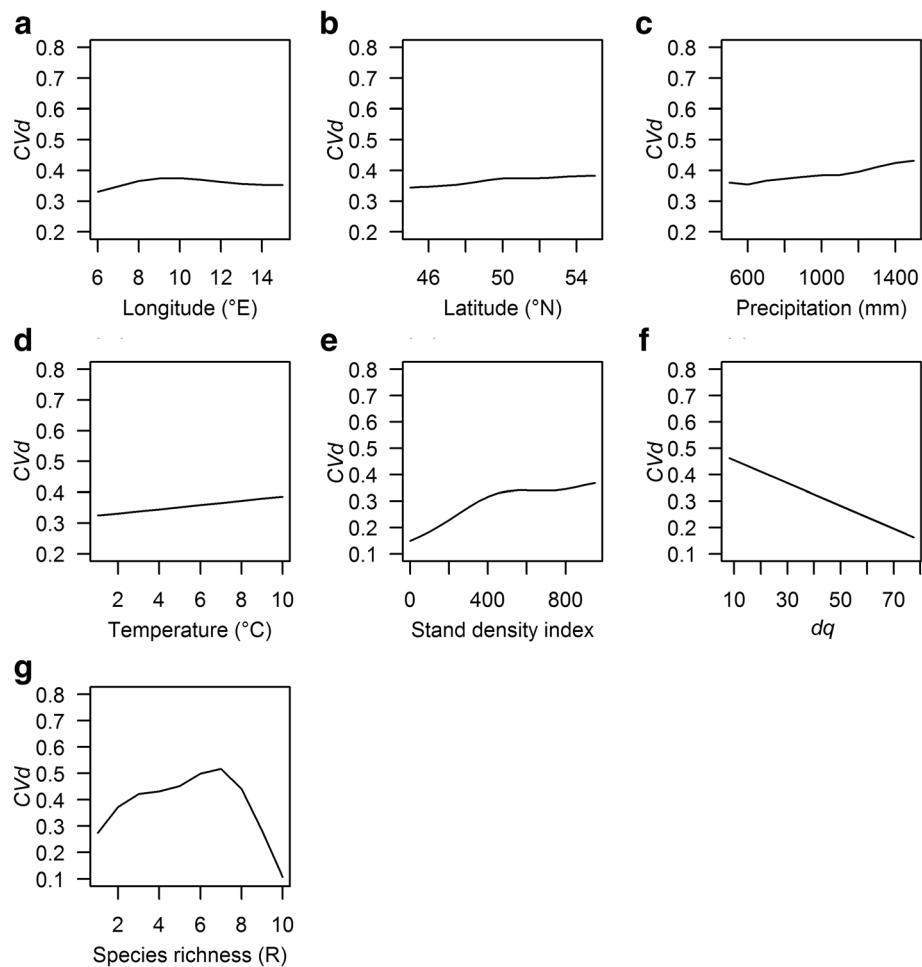 a
0.8
0.7
0.6
0.5
0.4
0.3
0.2
CVd
6 8 10 12 14
Longitude (°E)
b
0.8
0.7
0.6
0.5
0.4
0.3
0.2
CVd
46 50 54
Latitude (°N)
c
0.8
0.7
0.6
0.5
0.4
0.3
0.2
CVd
600 1000 1400
Precipitation (mm)
d
0.8
0.7
0.6
0.5
0.4
0.3
0.2
CVd
2 4 6 8 10
Temperature (°C)
e
0.8
0.7
0.6
0.5
0.4
0.3
0.2
0.1
CVd
0 400 800
Stand density index
f
0.8
0.7
0.6
0.5
0.4
0.3
0.2
0.1
CVd
10 30 50 70
dq
g
0.8
0.7
0.6
0.5
0.4
0.3
0.2
0.1
CVd
2 4 6 8 10
Species richness (R)